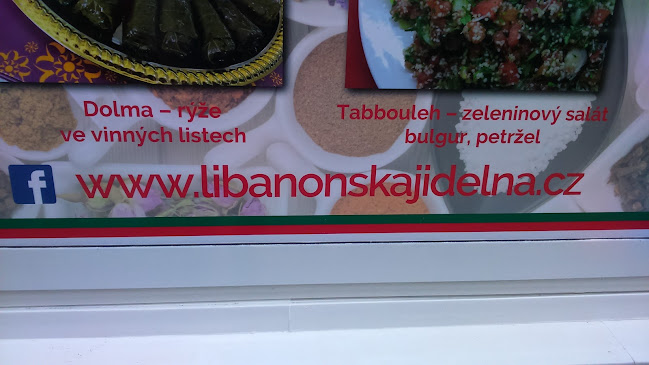 Dolma – rýže
ve vinných listech
Tabbouleh – zeleninový salát
bulgur, petržel
f www.libanonskajidelna.cz